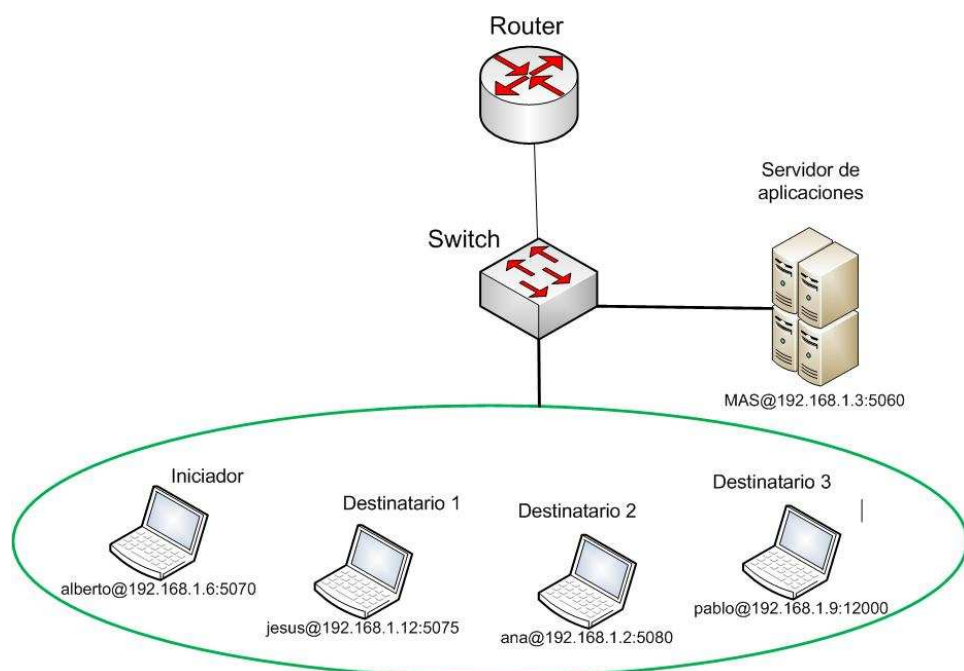 Router
Servidor de
aplicaciones
Switch
MAS@192.168.1.3:5060
Iniciador
Destinatario 1
Destinatario 2
Destinatario 3
alberto@192.168.1.6:5070
jesus@192.168.1.12:5075
ana@192.168.1.2:5080
pablo@192.168.1.9:12000